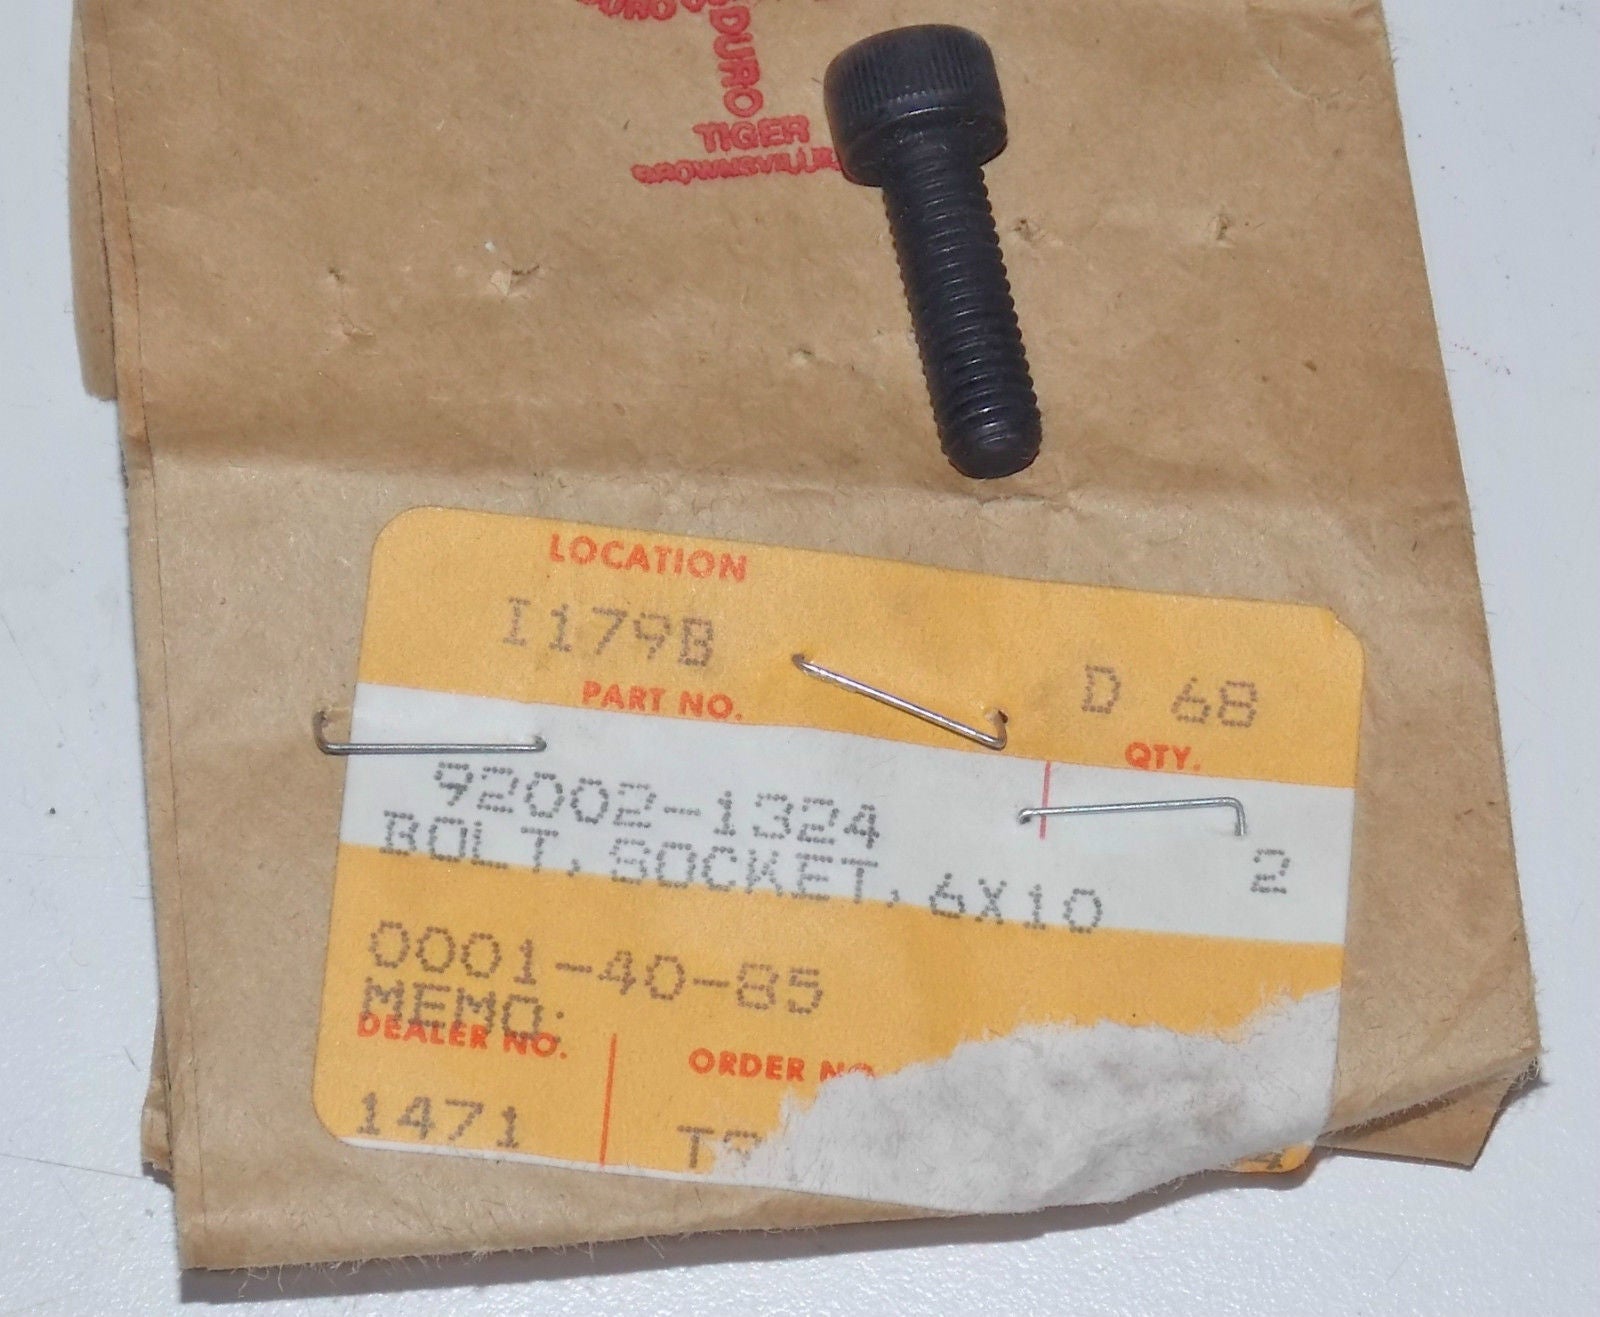 DURO
TIGER
BROWNSVILLE
LOCATION
I179B
D 68
PART NO.
QTY.
92002-1324
BOLT, SOCKET, 6X10
2
0001-40-85
MEMO:
DEALER NO.
ORDER NO.
1471